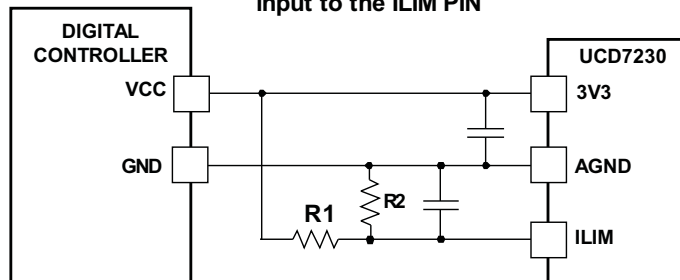 input to the ILIM PIN
DIGITAL
CONTROLLER
UCD7230
VCC
3V3
GND
AGND
R2
R1
ILIM